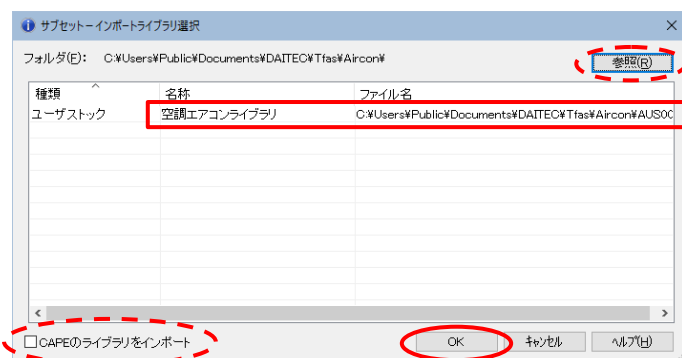 サブセット－インポートライブラリ選択
フォルダ(F)： C:¥Users¥Public¥Documents¥DAITEC¥Tfas¥Aircon¥ 参照(R)
種類 名称 ファイル名
ユーザストック 空調エアコンライブラリ C:¥Users¥Public¥Documents¥DAITEC¥Tfas¥Aircon¥AUS00
CAPEのライブラリをインポート OK ｷｬﾝｾﾙ ﾍﾙﾌﾟ(H)